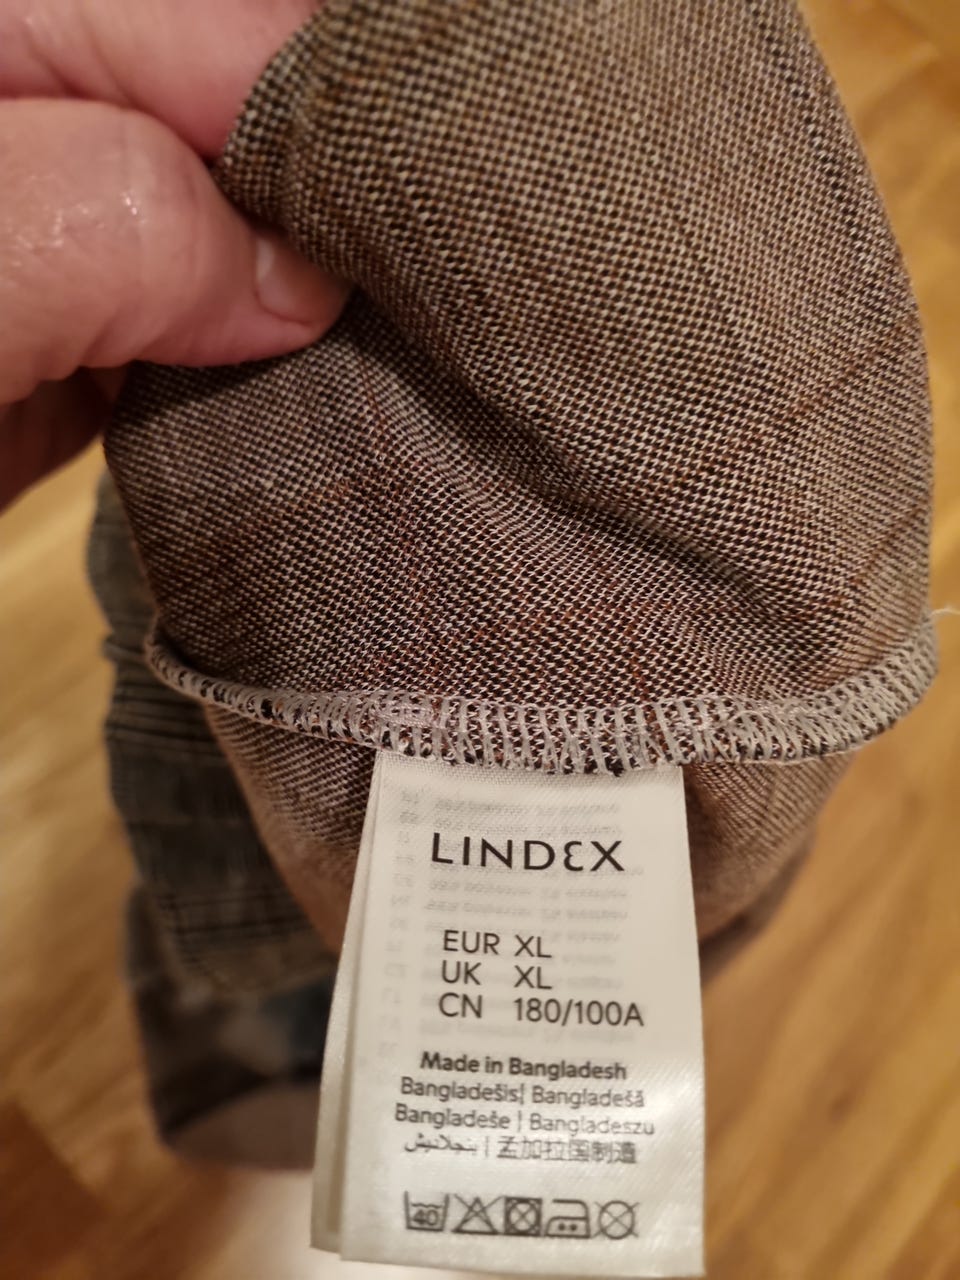 LINDEX
EUR XL
UK XL
CN 180/100A
Made in Bangladesh
Bangladešis| Bangladešā
Bangladeše | Bangladeszu
بنجلاديش | 孟加拉国制造
40